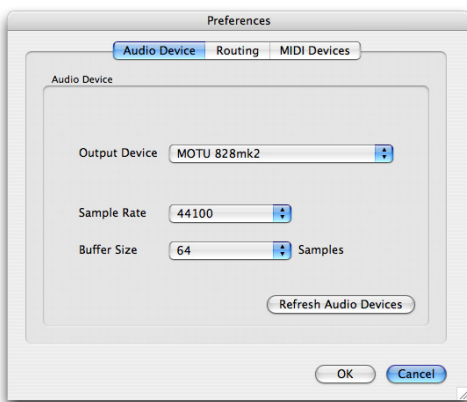 Preferences
Audio Device Routing MIDI Devices
Audio Device
Output Device MOTU 828mk2
Sample Rate 44100
Buffer Size 64 Samples
Refresh Audio Devices
OK Cancel